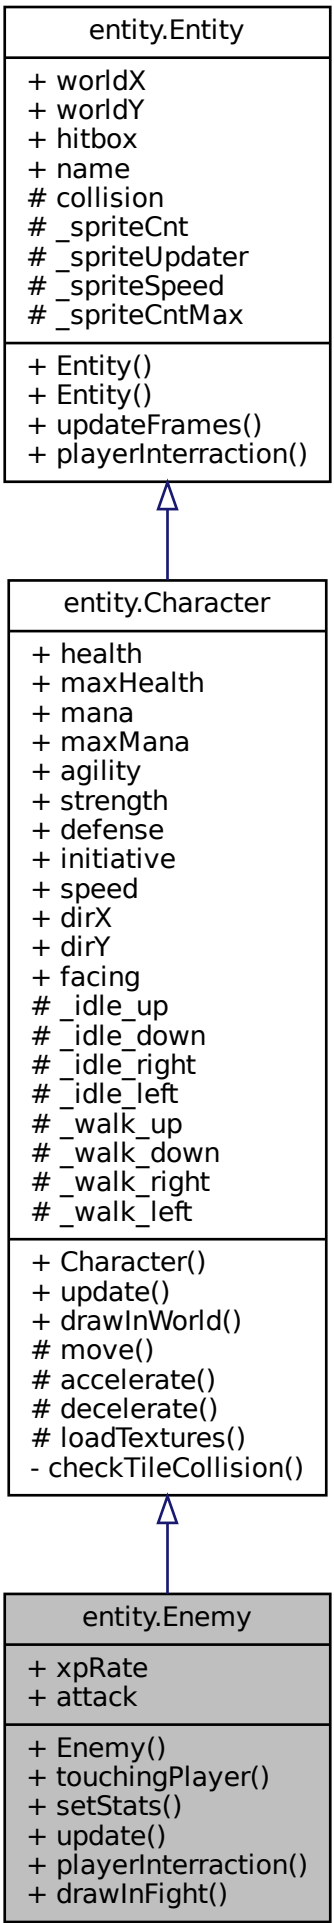 entity.Entity
+ worldX
+ worldY
+ hitbox
+ name
# collision
# _spriteCnt
# _spriteUpdater
# _spriteSpeed
# _spriteCntMax
+ Entity()
+ Entity()
+ updateFrames()
+ playerInterraction()
entity.Character
+ health
+ maxHealth
+ mana
+ maxMana
+ agility
+ strength
+ defense
+ initiative
+ speed
+ dirX
+ dirY
+ facing
# _idle_up
# _idle_down
# _idle_right
# _idle_left
# _walk_up
# _walk_down
# _walk_right
# _walk_left
+ Character()
+ update()
+ drawInWorld()
# move()
# accelerate()
# decelerate()
# loadTextures()
- checkTileCollision()
entity.Enemy
+ xpRate
+ attack
+ Enemy()
+ touchingPlayer()
+ setStats()
+ update()
+ playerInterraction()
+ drawInFight()